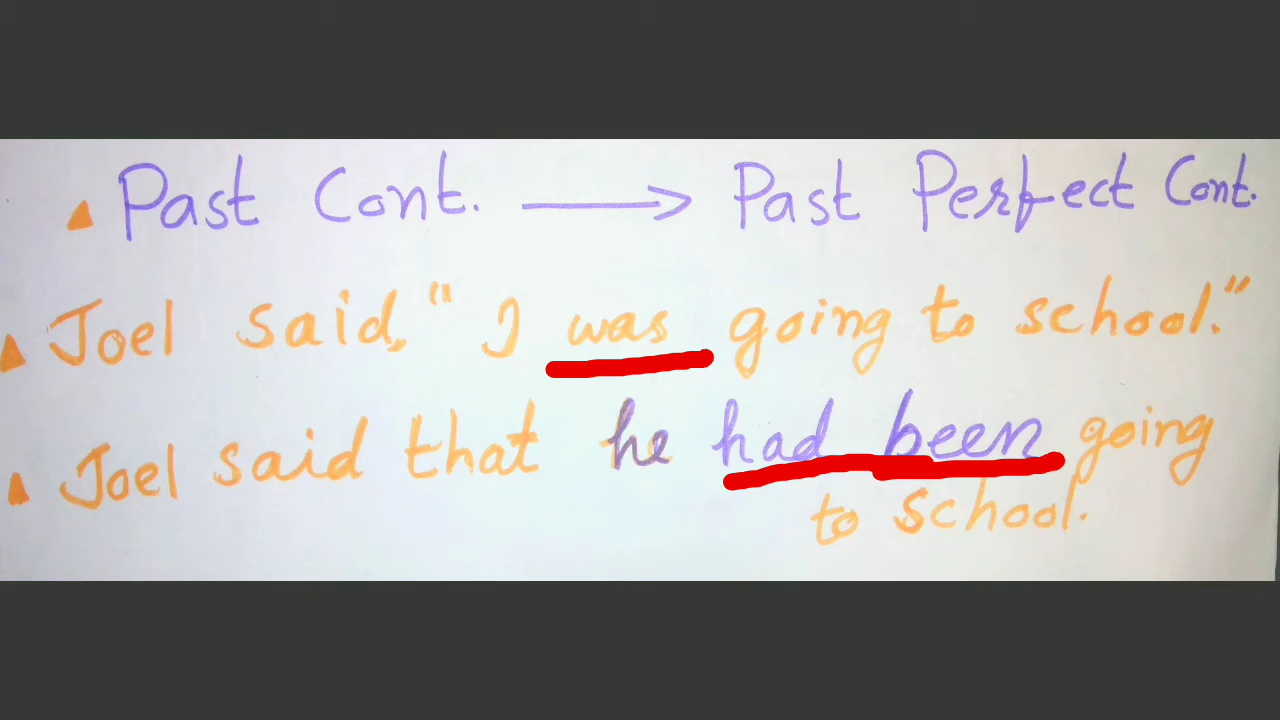 Past Cont. → Past Perfect Cont.
Joel said, " I was going to school."
Joel said that he had been going
to school.